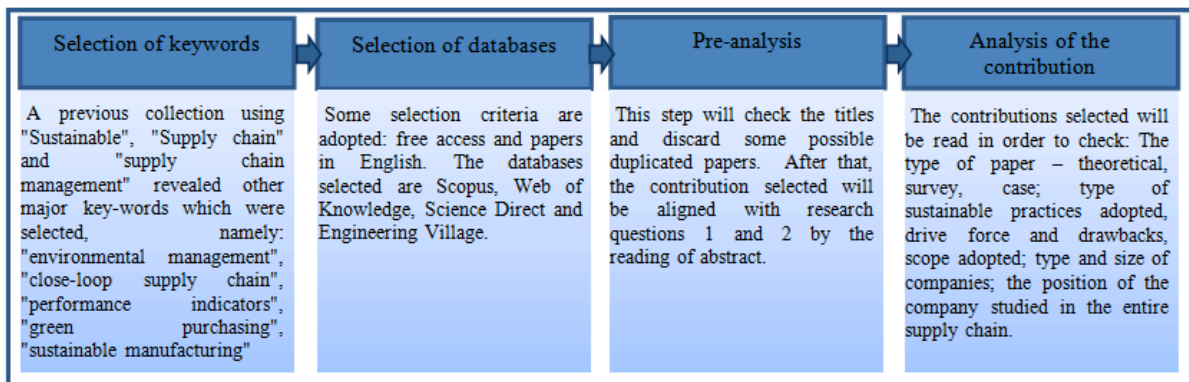 Selection of keywords
A previous collection using
"Sustainable", "Supply chain"
and "supply chain
management" revealed other
major key-words which were
selected, namely:
"environmental management",
"close-loop supply chain",
"performance indicators",
"green purchasing",
"sustainable manufacturing"
Selection of databases
Some selection criteria are
adopted: free access and papers
in English. The databases
selected are Scopus, Web of
Knowledge, Science Direct and
Engineering Village.
Pre-analysis
This step will check the titles
and discard some possible
duplicated papers. After that,
the contribution selected will
be aligned with research
questions 1 and 2 by the
reading of abstract.
Analysis of the
contribution
The contributions selected will
be read in order to check: The
type of paper – theoretical,
survey, case; type of
sustainable practices adopted,
drive force and drawbacks,
scope adopted; type and size of
companies; the position of the
company studied in the entire
supply chain.